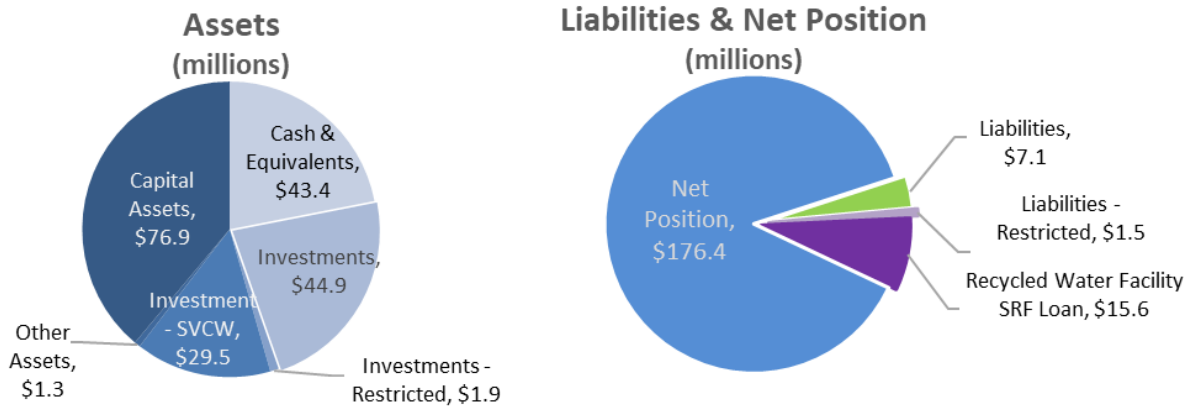 Assets
(millions)
Cash &
Equivalents,
$43.4
Investments,
$44.9
Investments -
Restricted, $1.9
Investment
- SVCW,
$29.5
Other
Assets,
$1.3
Capital
Assets,
$76.9
Liabilities & Net Position
(millions)
Net
Position,
$176.4
Liabilities,
$7.1
Liabilities -
Restricted, $1.5
Recycled Water Facility
SRF Loan, $15.6